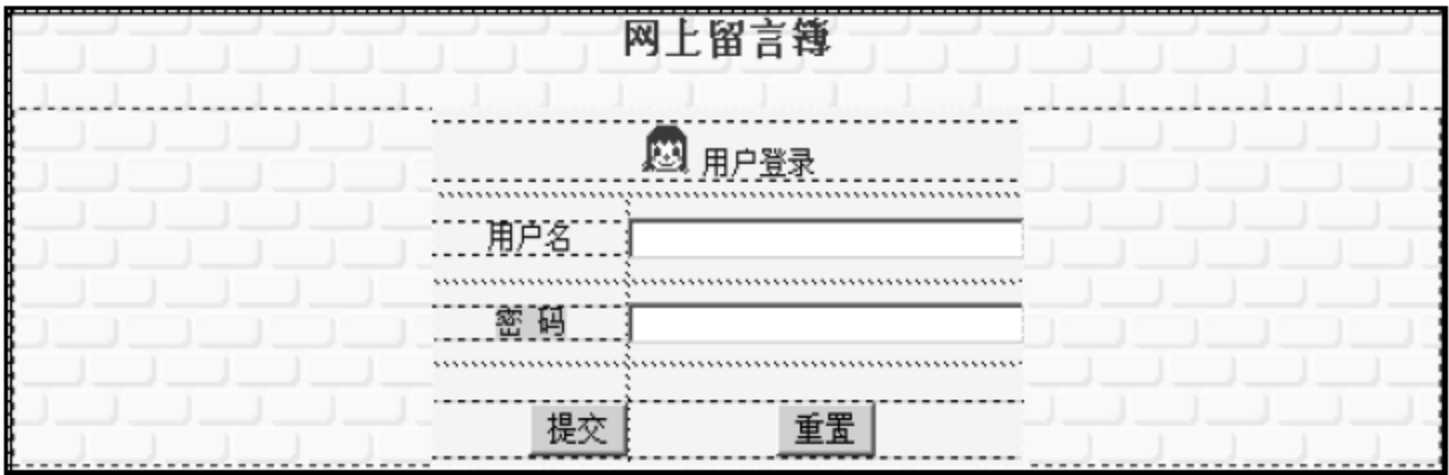 网上留言簿
用户登录
用户名
密 码
提交 重置